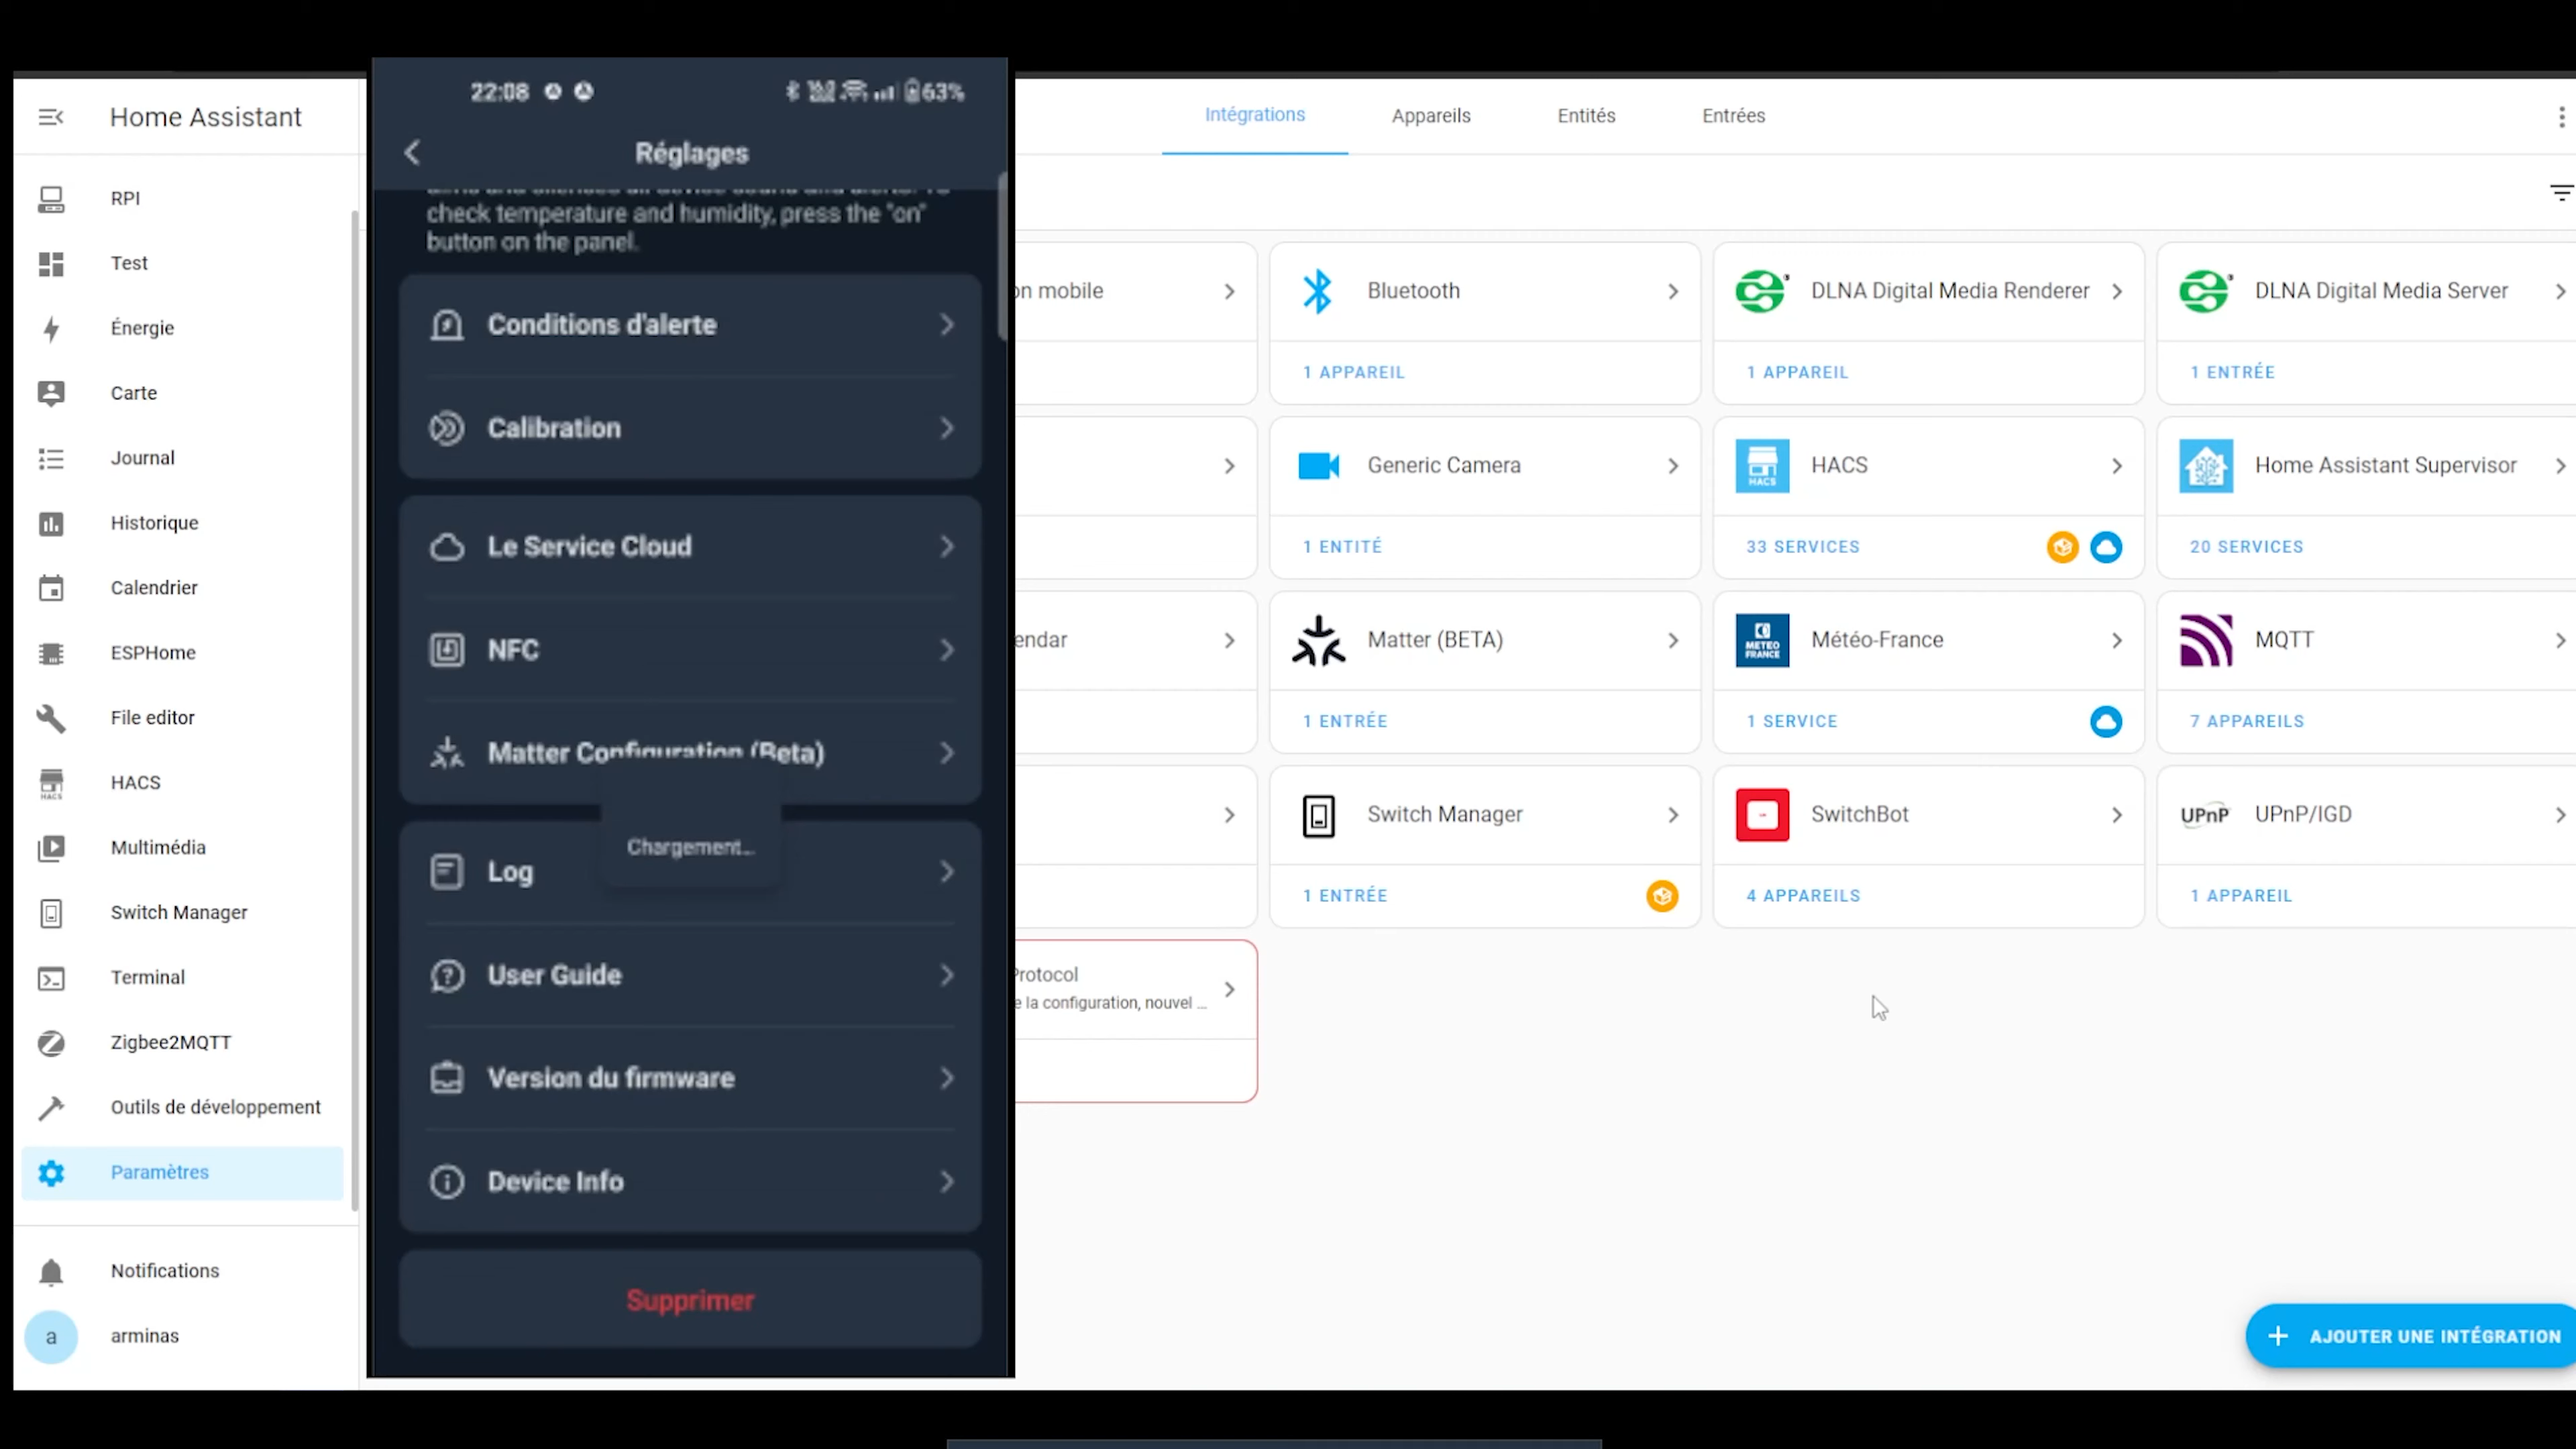 Home Assistant
RPI
Test
Énergie
Carte
Journal
Historique
Calendrier
ESPHome
File editor
HACS
HACS
Multimédia
Switch Manager
Terminal
Zigbee2MQTT
Outils de développement
Paramètres
Notifications
a
arminas
22:08
63%
Réglages
check temperature and humidity, press the "on"
button on the panel.
Conditions d'alerte
Calibration
Le Service Cloud
NFC
Matter Configuration (Beta)
Chargement...
Log
User Guide
Version du firmware
Device Info
Supprimer
Intégrations
Appareils
Entités
Entrées
on mobile
Bluetooth
1 APPAREIL
DLNA Digital Media Renderer
1 APPAREIL
DLNA Digital Media Server
1 ENTRÉE
Generic Camera
1 ENTITÉ
HACS
HACS
33 SERVICES
Home Assistant Supervisor
20 SERVICES
endar
Matter (BETA)
1 ENTRÉE
METEO
FRANCE
Météo-France
1 SERVICE
MQTT
7 APPAREILS
Switch Manager
1 ENTRÉE
SwitchBot
4 APPAREILS
UPnP
UPnP/IGD
1 APPAREIL
Protocol
e la configuration, nouvel ...
AJOUTER UNE INTÉGRATION